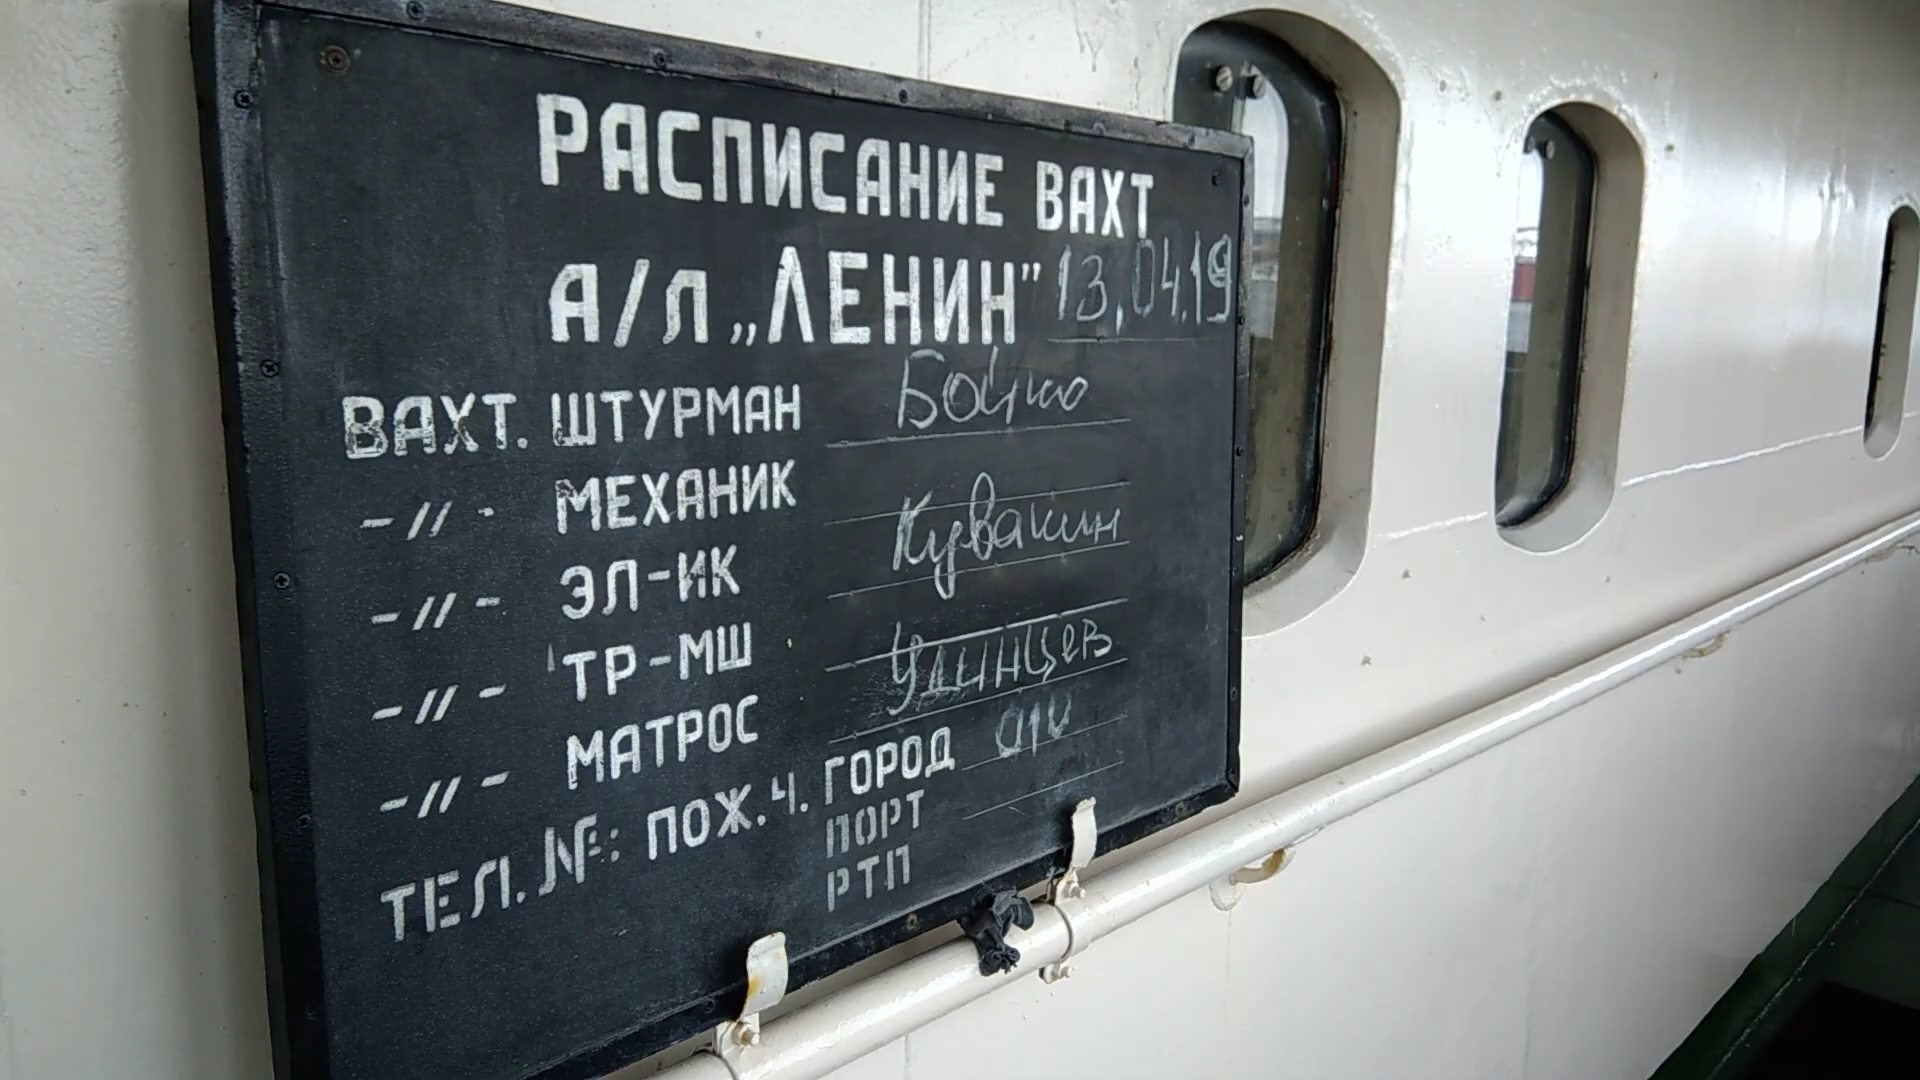 РАСПИСАНИЕ ВАХТ
А/Л „ЛЕНИН” 13.04.19
ВАХТ. ШТУРМАН Бойко
-//- МЕХАНИК
-//- ЭЛ-ИК Кувакин
-//- ТР-МШ
-//- МАТРОС Удинцев
ТЕЛ. №: ПОЖ. Ч. ГОРОД 01
ПОРТ
РТП